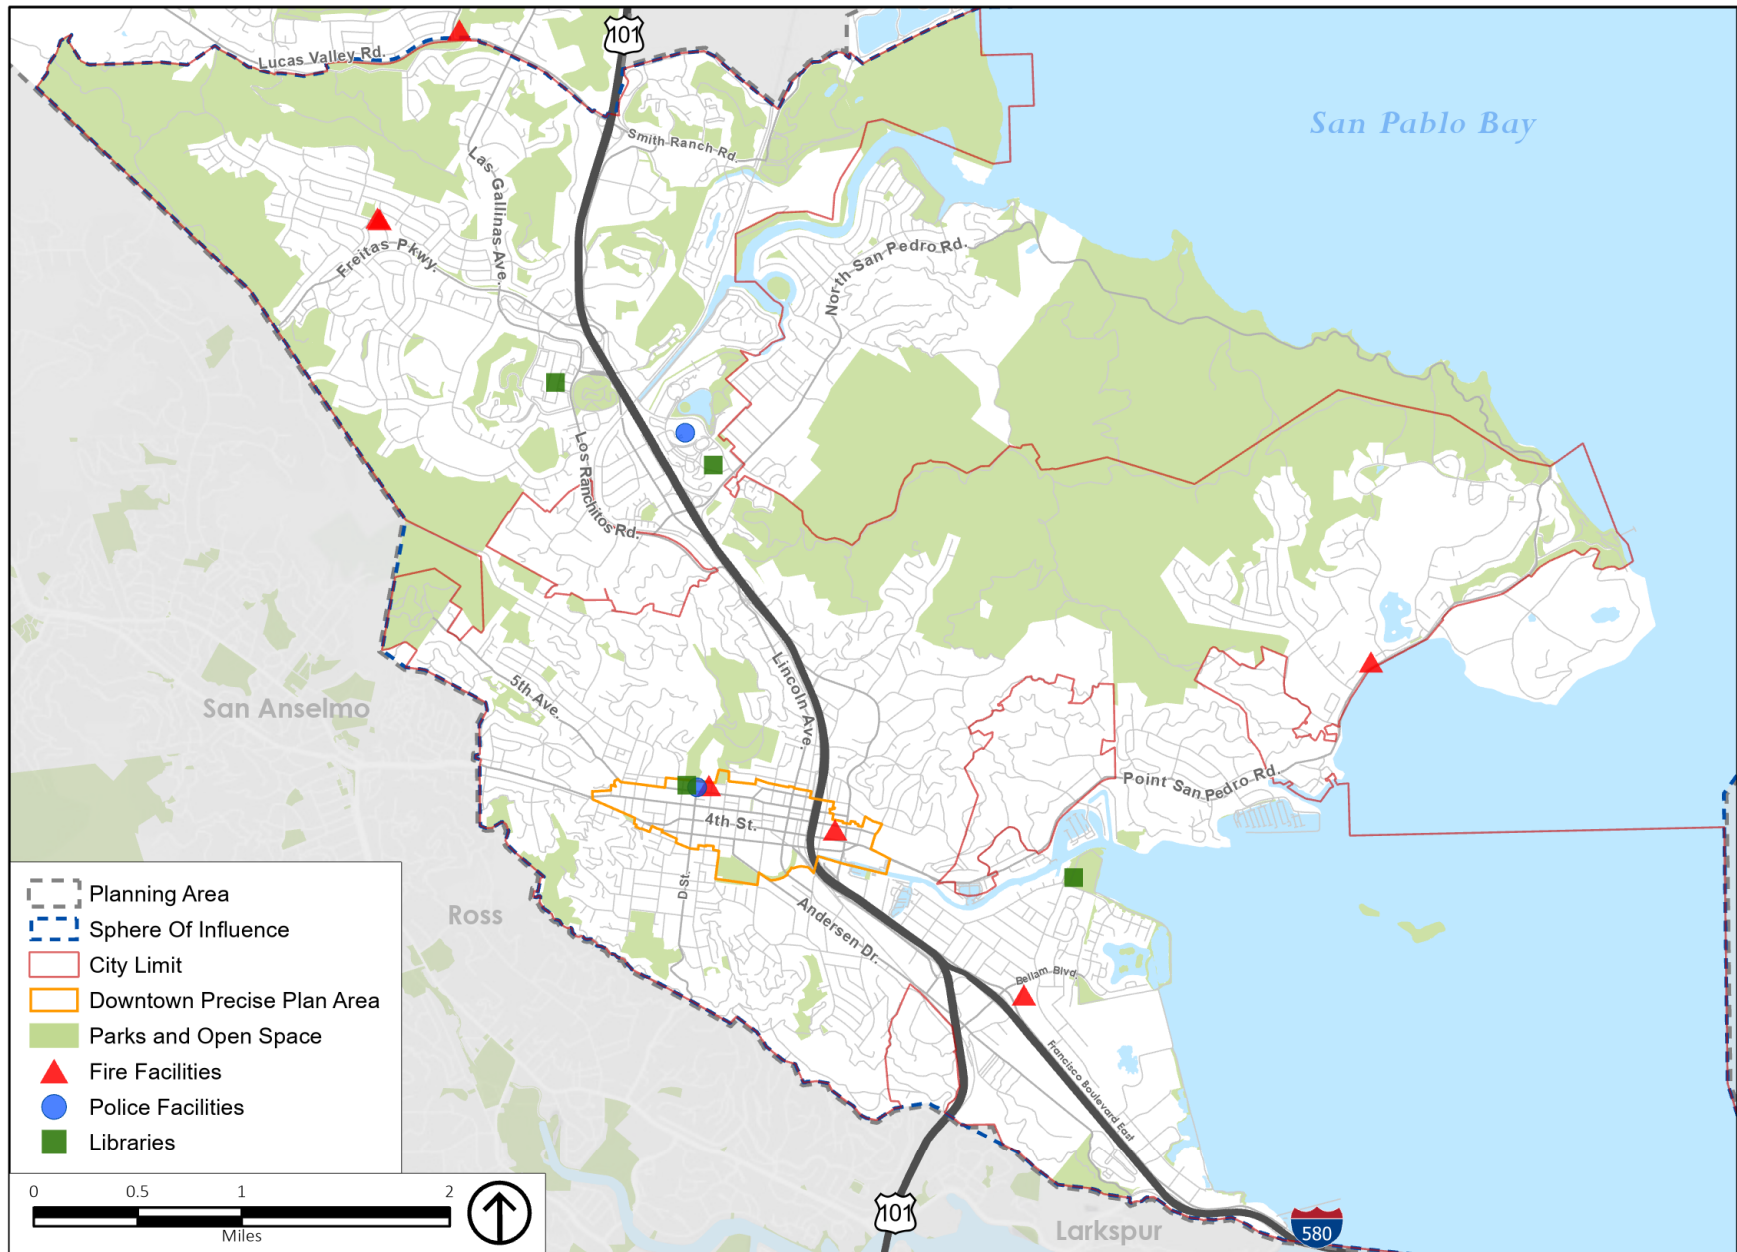 101
Lucas Valley Rd.
San Pablo Bay
Smith Ranch Rd.
Las Gallinas Ave.
Freitas Pkwy.
North San Pedro Rd.
Los Ranchitos Rd.
Lincoln Ave.
5th Ave.
San Anselmo
Point San Pedro Rd.
4th St.
D St.
Ross
Andersen Dr.
Bellam Blvd.
Francisco Boulevard East
Planning Area
Sphere Of Influence
City Limit
Downtown Precise Plan Area
Parks and Open Space
Fire Facilities
Police Facilities
Libraries
0 0.5 1 2
Miles
101
Larkspur
580